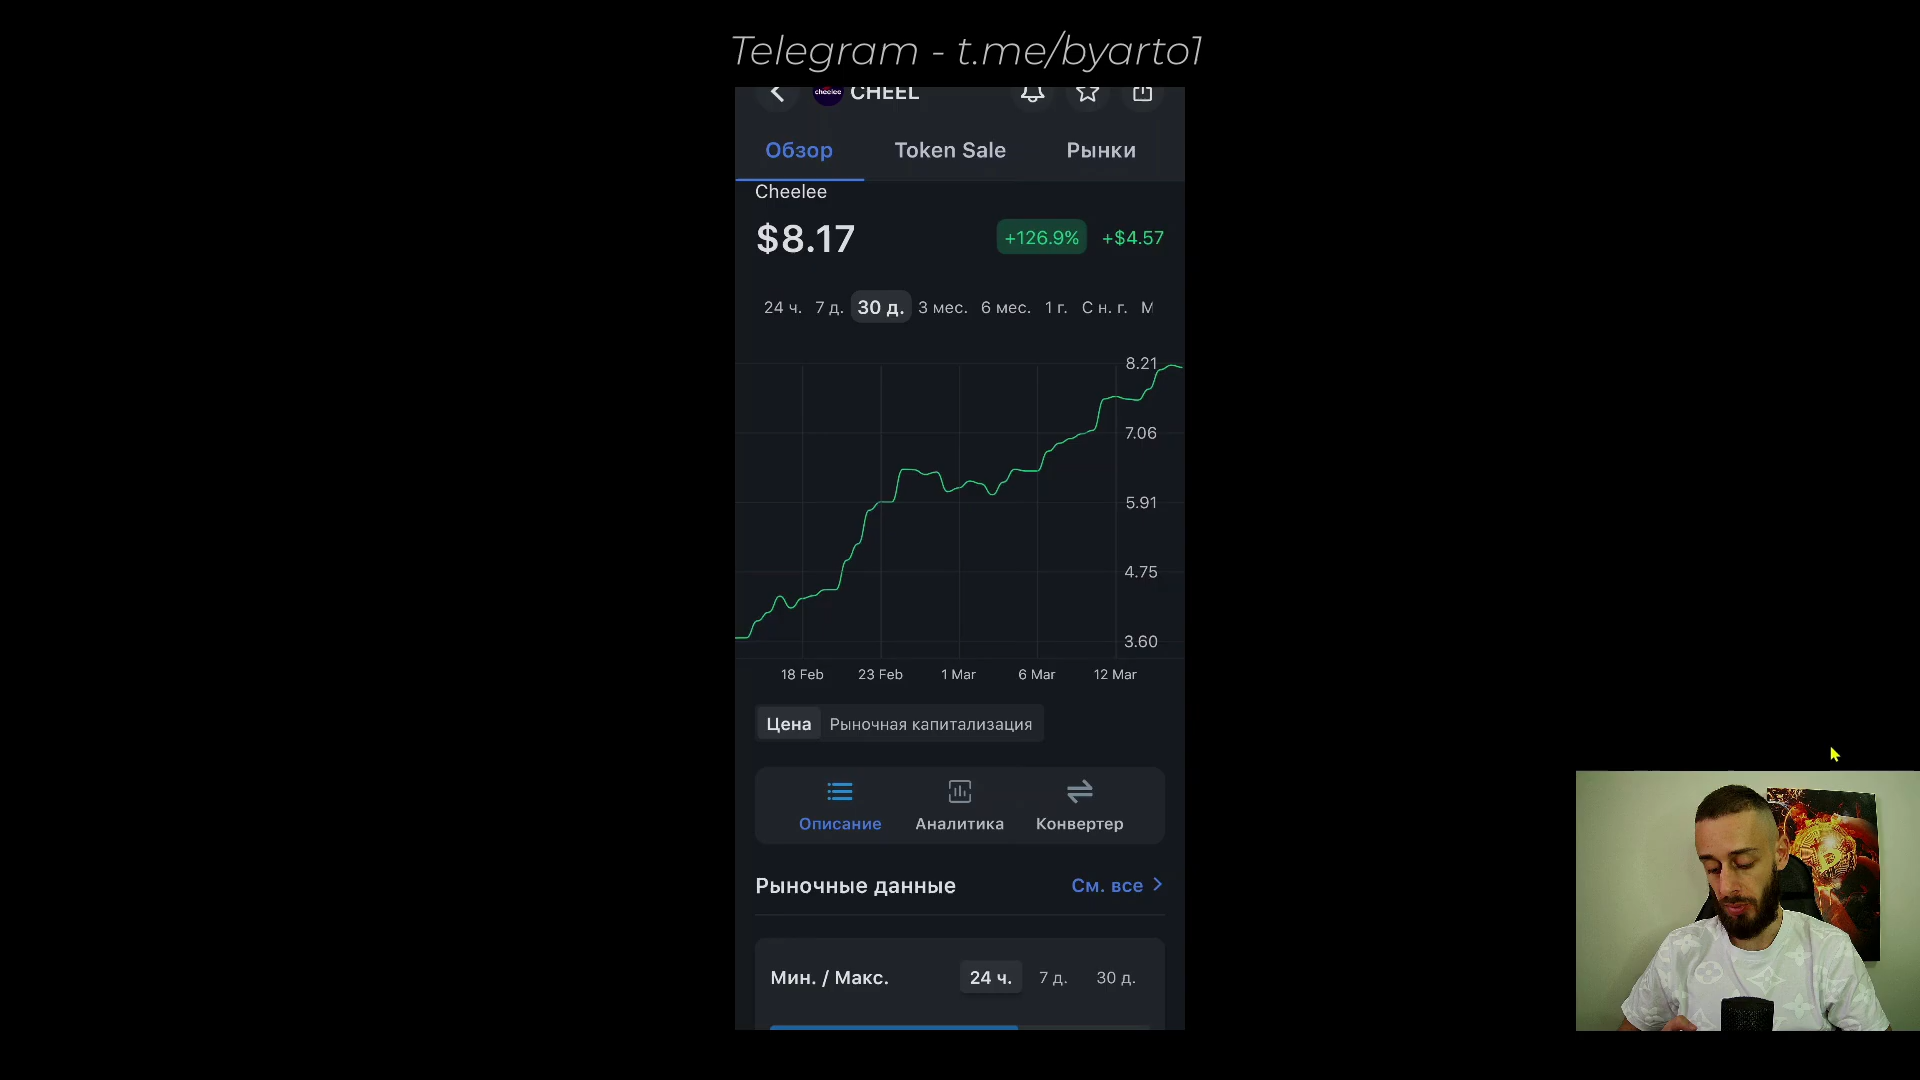 Telegram - t.me/byarto1
cheelee CHEEL
Обзор Token Sale Рынки
Cheelee
$8.17 +126.9% +$4.57
24 ч. 7 д. 30 д. 3 мес. 6 мес. 1 г. С н. г. М
8.21
7.06
5.91
4.75
3.60
18 Feb 23 Feb 1 Mar 6 Mar 12 Mar
Цена Рыночная капитализация
Описание Аналитика Конвертер
Рыночные данные См. все
Мин. / Макс. 24 ч. 7 д. 30 д.